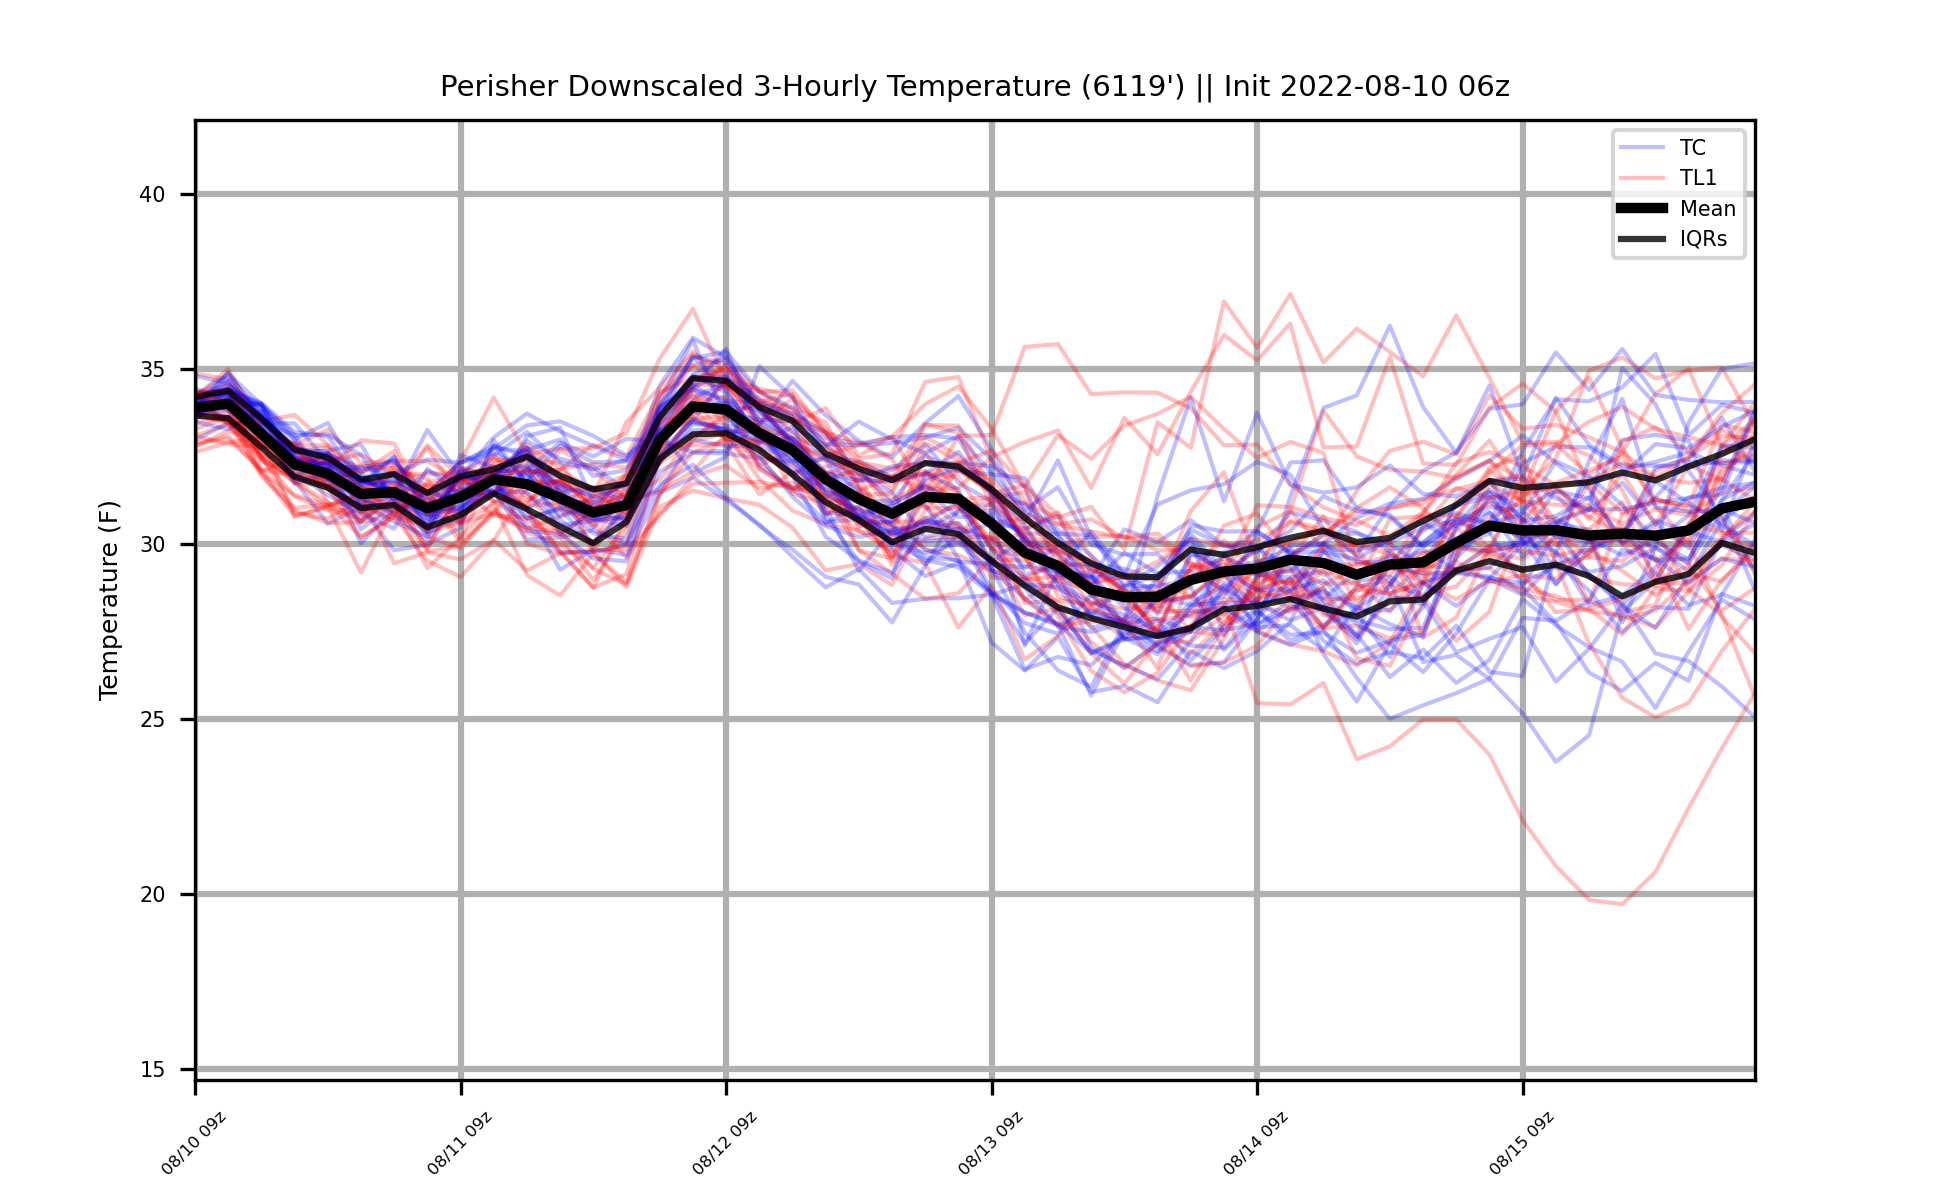 Perisher Downscaled 3-Hourly Temperature (6119') || Init 2022-08-10 06z
TC
TL1
Mean
IQRs
Temperature (F)
40
35
30
25
20
15
08/10 09z
08/11 09z
08/12 09z
08/13 09z
08/14 09z
08/15 09z